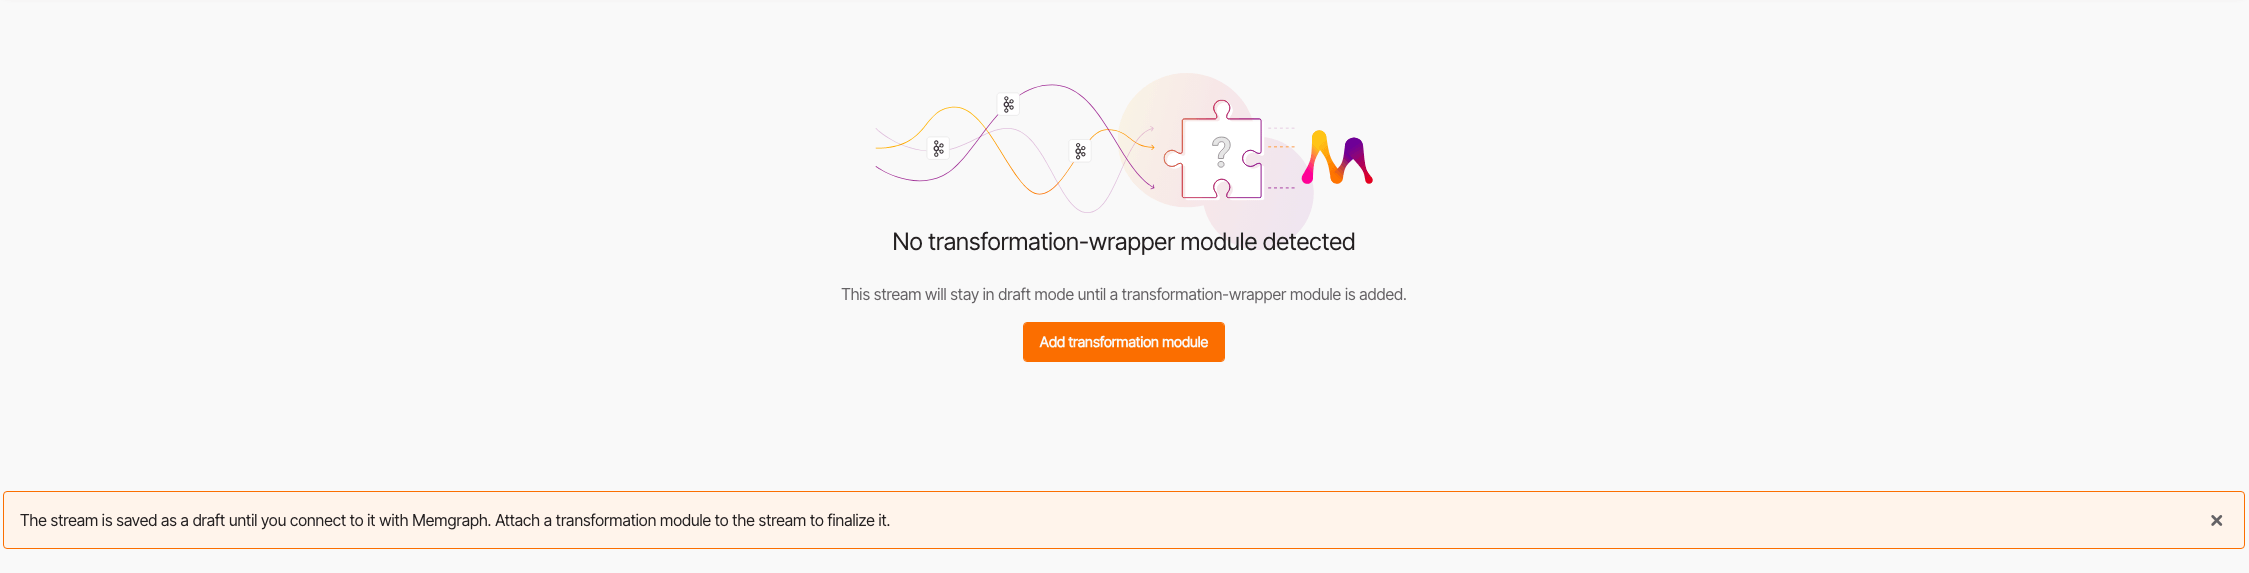 ?
No transformation-wrapper module detected
This stream will stay in draft mode until a transformation-wrapper module is added.
Add transformation module
The stream is saved as a draft until you connect to it with Memgraph. Attach a transformation module to the stream to finalize it.